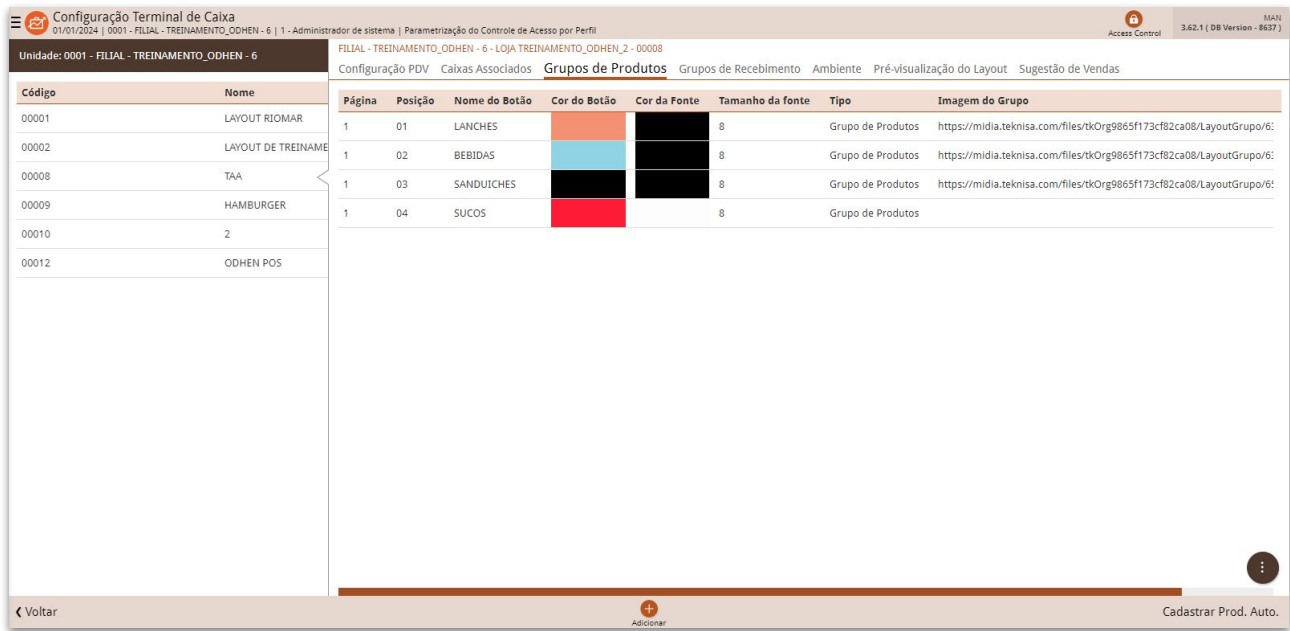 Configuração Terminal de Caixa
01/01/2024 | 0001 - FILIAL - TREINAMENTO_ODHEN - 6 | 1 - Administrador de sistema | Parametrização do Controle de Acesso por Perfil
Access Control
MAN
3.62.1 ( DB Version - 8637 )
Unidade: 0001 - FILIAL - TREINAMENTO_ODHEN - 6
Código Nome
00001 LAYOUT RIOMAR
00002 LAYOUT DE TREINAME
00008 TAA
00009 HAMBURGER
00010 2
00012 ODHEN POS
FILIAL - TREINAMENTO_ODHEN - 6 - LOJA TREINAMENTO_ODHEN_2 - 00008
Configuração PDV Caixas Associados Grupos de Produtos Grupos de Recebimento Ambiente Pré-visualização do Layout Sugestão de Vendas
Página Posição Nome do Botão Cor do Botão Cor da Fonte Tamanho da fonte Tipo Imagem do Grupo
1 01 LANCHES 8 Grupo de Produtos https://midia.teknisa.com/files/tkOrg9865f173cf82ca08/LayoutGrupo/63
1 02 BEBIDAS 8 Grupo de Produtos https://midia.teknisa.com/files/tkOrg9865f173cf82ca08/LayoutGrupo/63
1 03 SANDUICHES 8 Grupo de Produtos https://midia.teknisa.com/files/tkOrg9865f173cf82ca08/LayoutGrupo/65
1 04 SUCOS 8 Grupo de Produtos
Voltar
Adicionar
Cadastrar Prod. Auto.